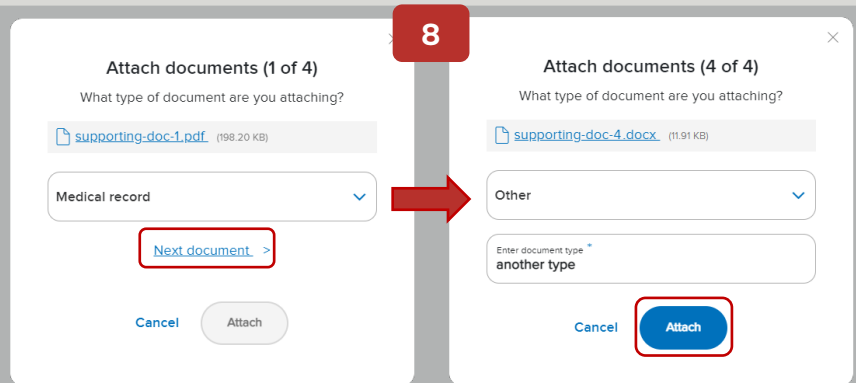 8
Attach documents (1 of 4)
What type of document are you attaching?
supporting-doc-1.pdf (198.20 KB)
Medical record
Next document >
Cancel Attach
Attach documents (4 of 4)
What type of document are you attaching?
supporting-doc-4.docx (11.91 KB)
Other
Enter document type *
another type
Cancel Attach